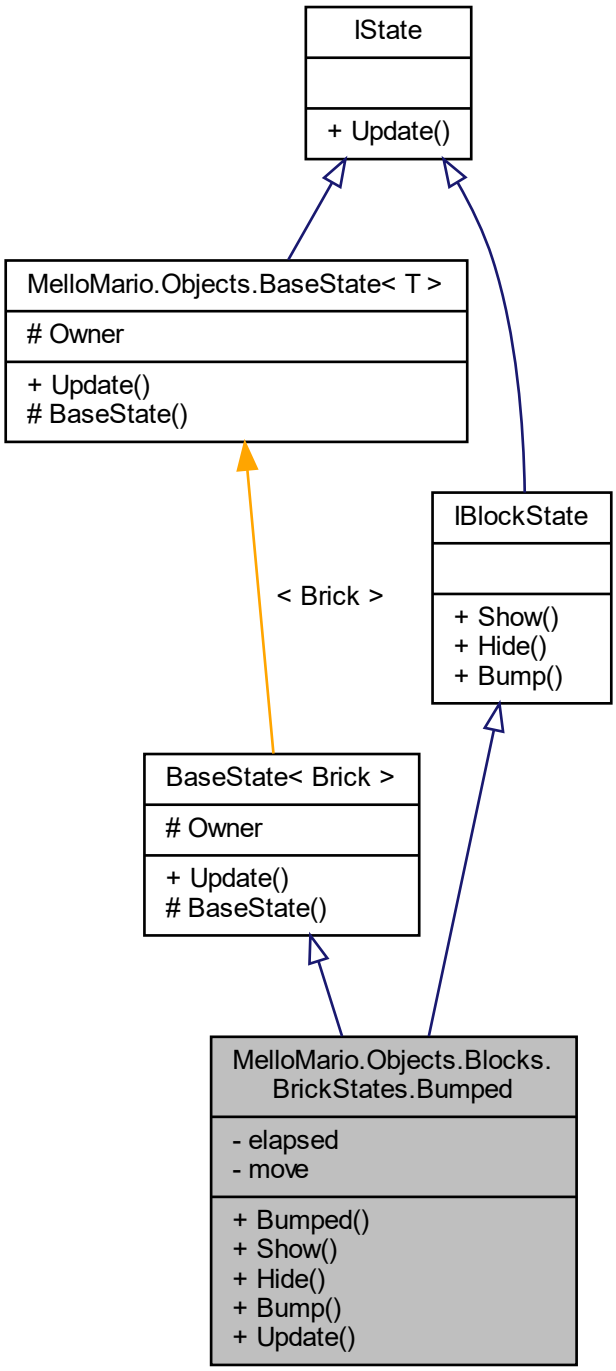 IState
+ Update()
MelloMario.Objects.BaseState< T >
# Owner
+ Update()
# BaseState()
IBlockState
+ Show()
+ Hide()
+ Bump()
< Brick >
BaseState< Brick >
# Owner
+ Update()
# BaseState()
MelloMario.Objects.Blocks.
BrickStates.Bumped
- elapsed
- move
+ Bumped()
+ Show()
+ Hide()
+ Bump()
+ Update()